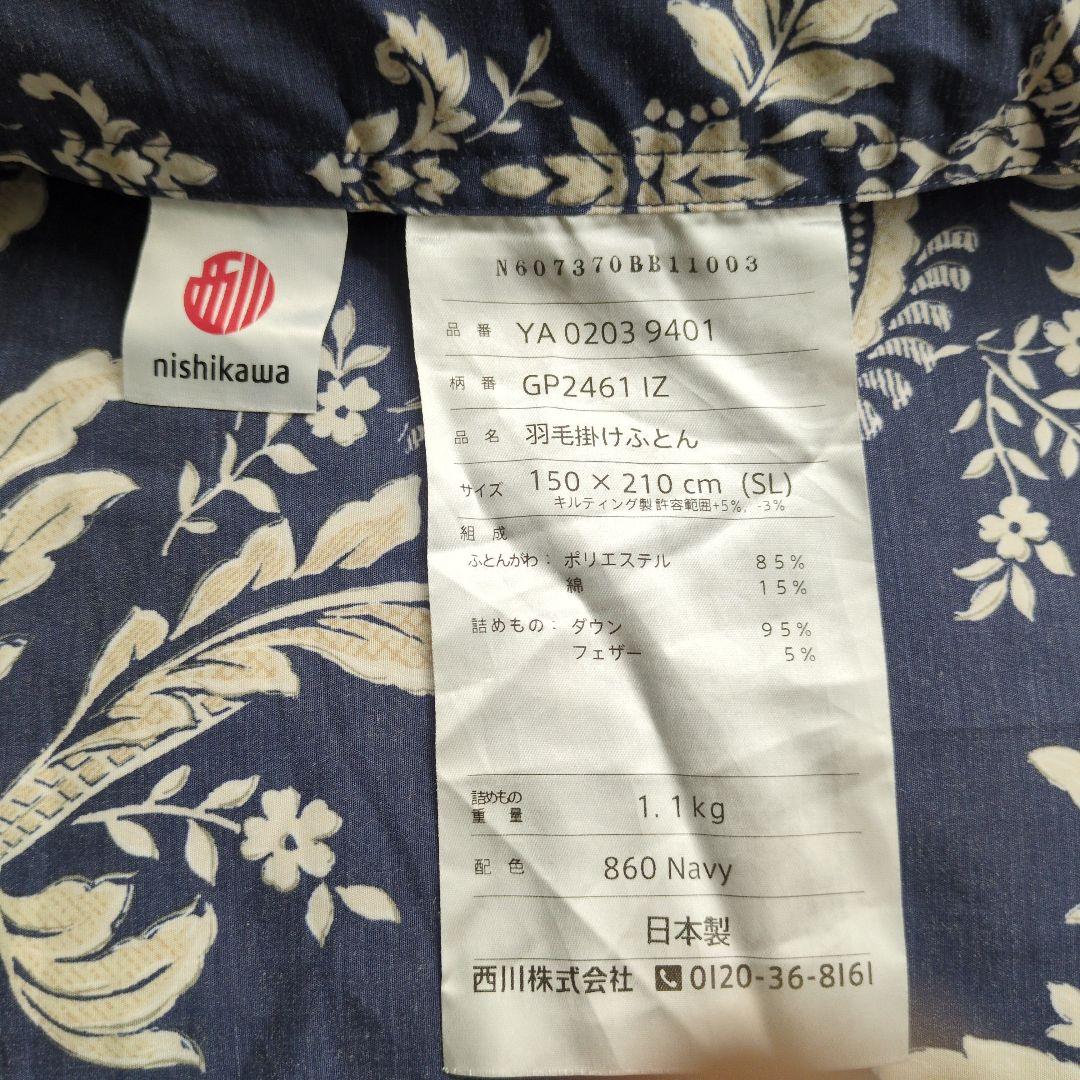 西川
nishikawa
N607370BB11003
品番 YA 0203 9401
柄番 GP2461 IZ
品名 羽毛掛けふとん
サイズ 150 × 210 cm (SL)
キルティング製 許容範囲+5%, -3%
組成
ふとんがわ： ポリエステル 85%
綿 15%
詰めもの： ダウン 95%
フェザー 5%
詰めもの
重量 1.1kg
配色 860 Navy
日本製
西川株式会社 0120-36-8161